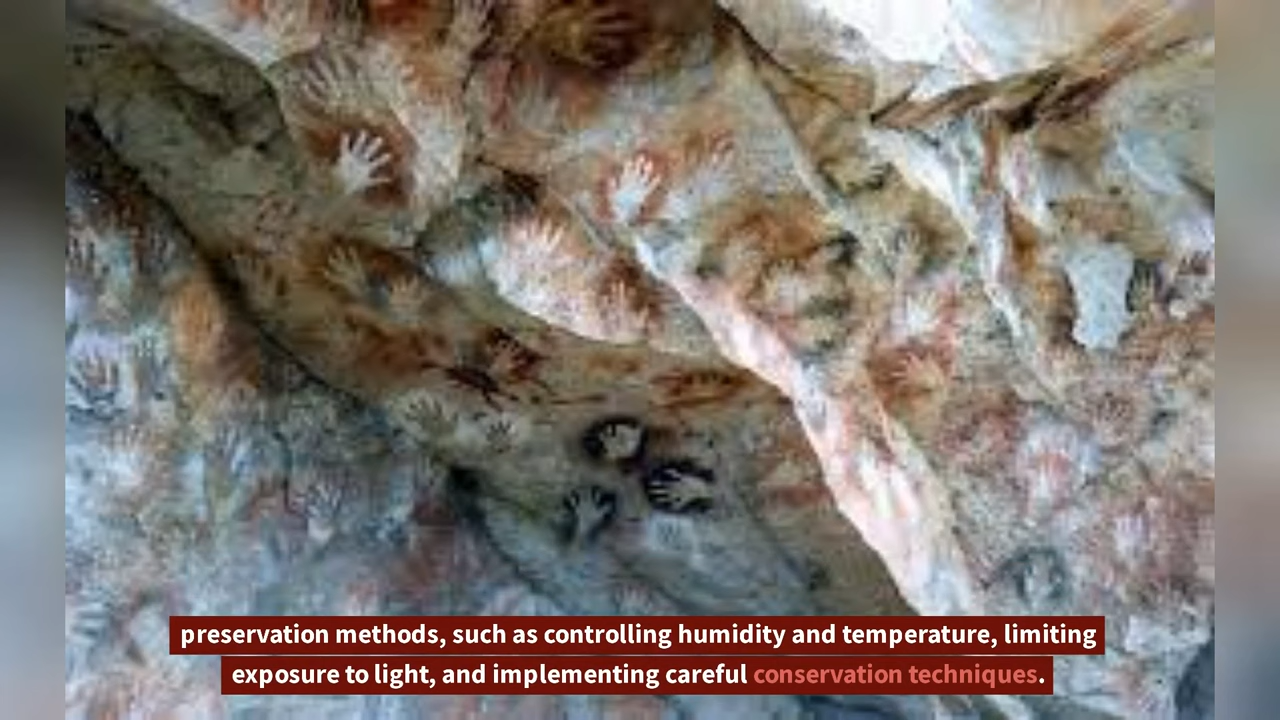 preservation methods, such as controlling humidity and temperature, limiting
exposure to light, and implementing careful conservation techniques.